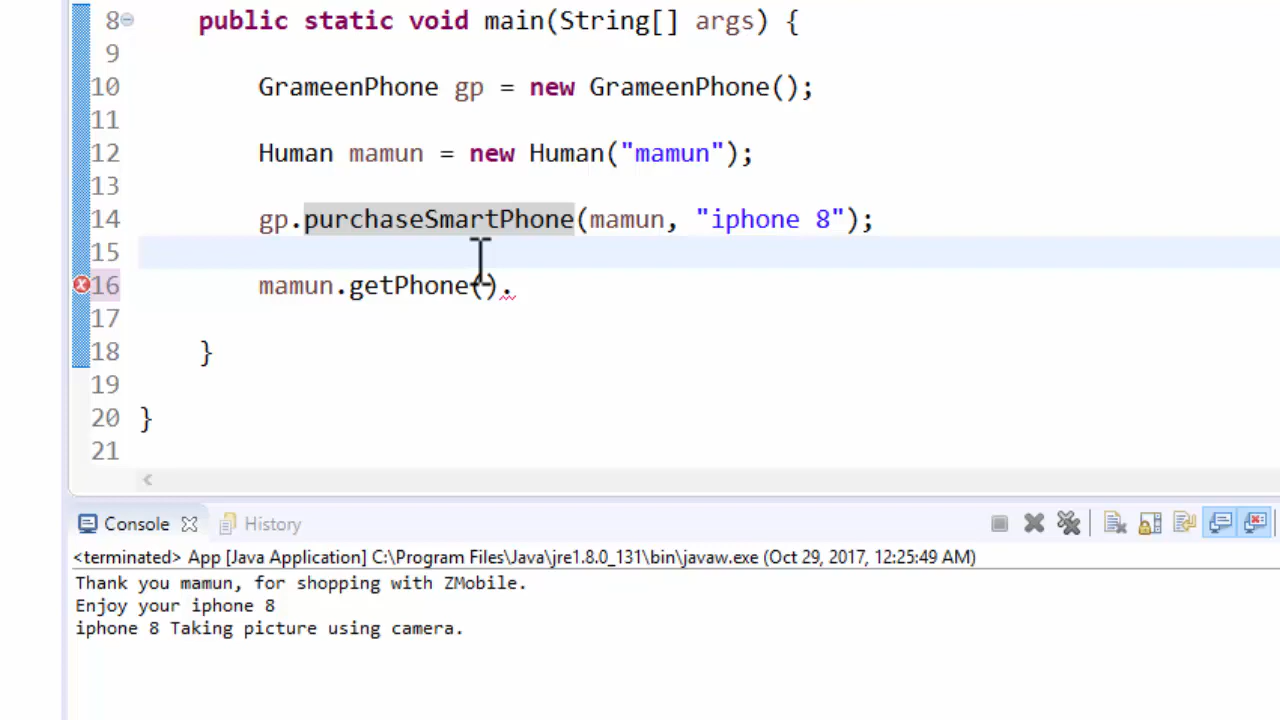 8 public static void main(String[] args) {
9
10 GrameenPhone gp = new GrameenPhone();
11
12 Human mamun = new Human("mamun");
13
14 gp.purchaseSmartPhone(mamun, "iphone 8");
15
16 mamun.getPhone().
17
18 }
19
20 }
21
Console History
<terminated> App [Java Application] C:\Program Files\Java\jre1.8.0_131\bin\javaw.exe (Oct 29, 2017, 12:25:49 AM)
Thank you mamun, for shopping with ZMobile.
Enjoy your iphone 8
iphone 8 Taking picture using camera.